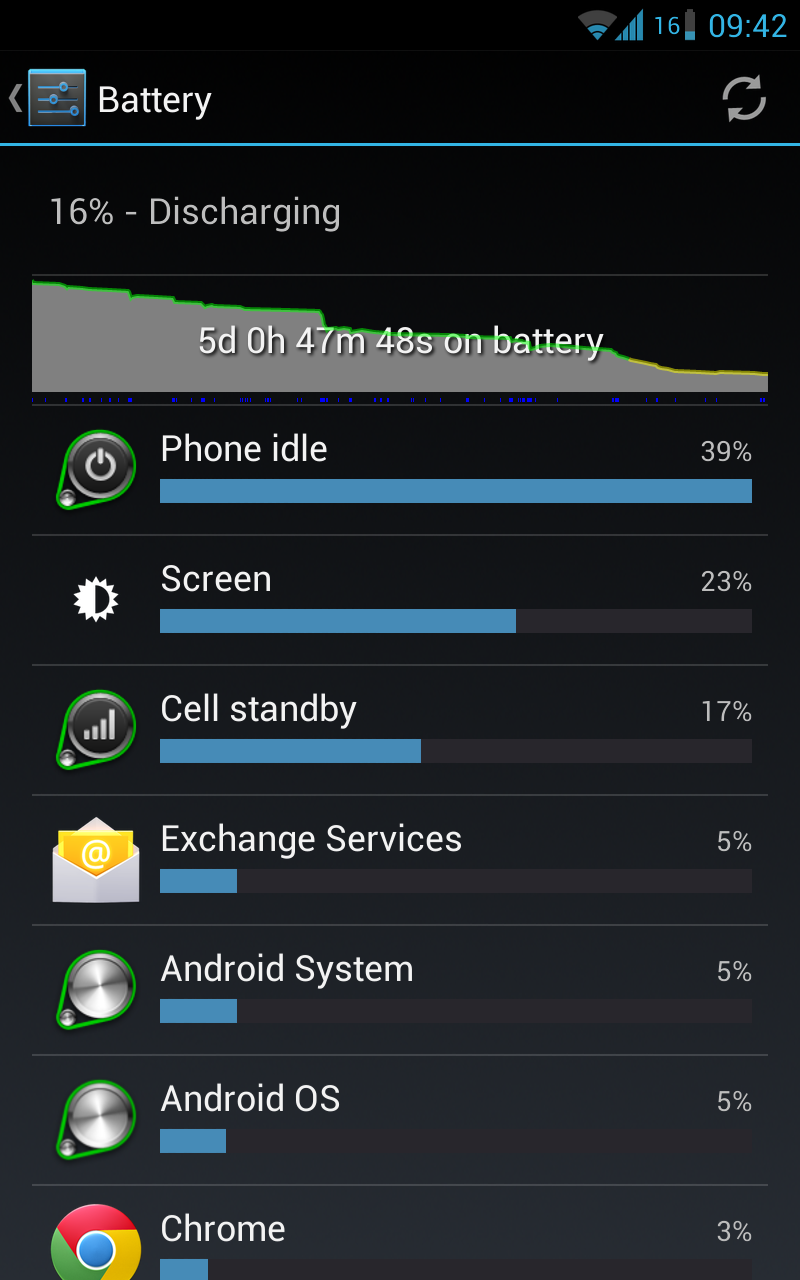 16 09:42
Battery
16% - Discharging
5d 0h 47m 48s on battery
Phone idle 39%
Screen 23%
Cell standby 17%
@
Exchange Services 5%
Android System 5%
Android OS 5%
Chrome 3%